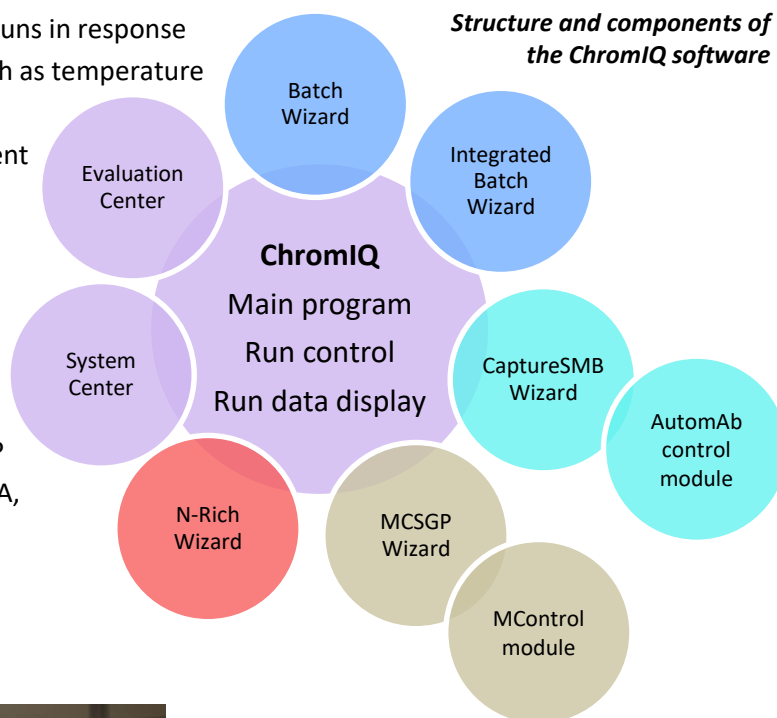 uns in response
h as temperature
ent
P
A,
Structure and components of
the ChromIQ software
Batch
Wizard
Integrated
Batch
Wizard
Evaluation
Center
ChromIQ
Main program
Run control
Run data display
System
Center
CaptureSMB
Wizard
AutomAb
control
module
N-Rich
Wizard
MCSGP
Wizard
MControl
module